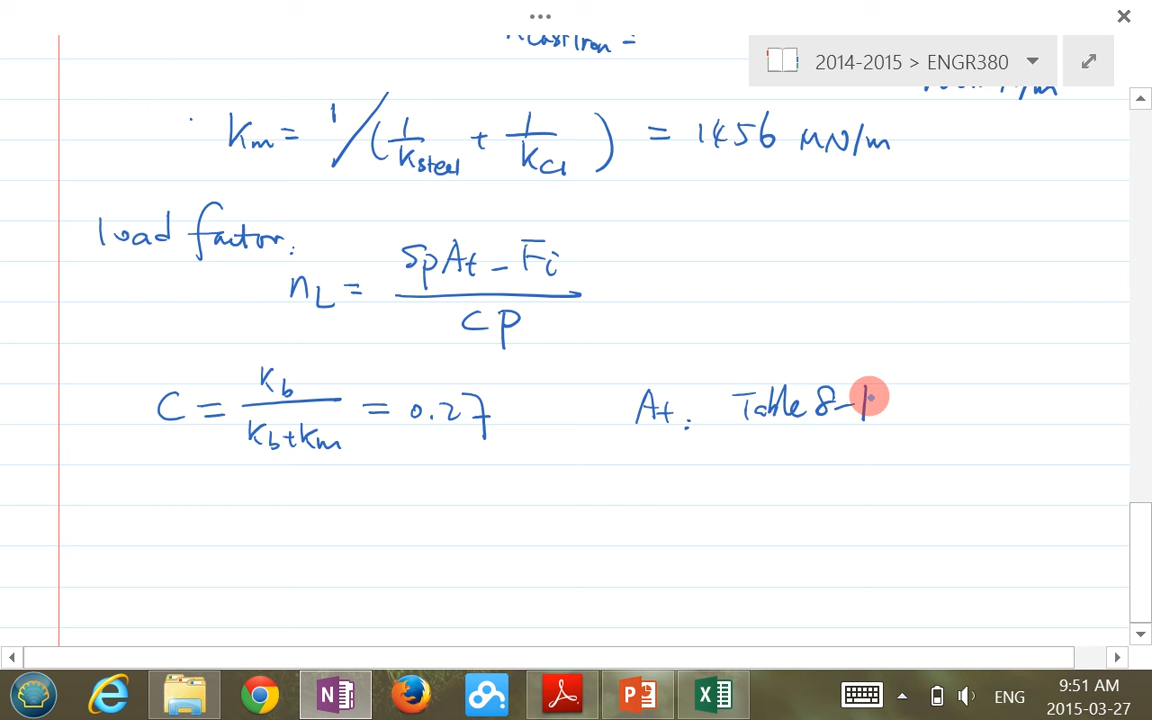 2014-2015 > ENGR380
Km = 1/(1/Ksteel + 1/KCI) = 1456 MN/m
load factor:
nL = (SpAt - Fi)/(CP)
C = Kb/(Kb+Km) = 0.27 At: Table 8-1
ENG
9:51 AM
2015-03-27